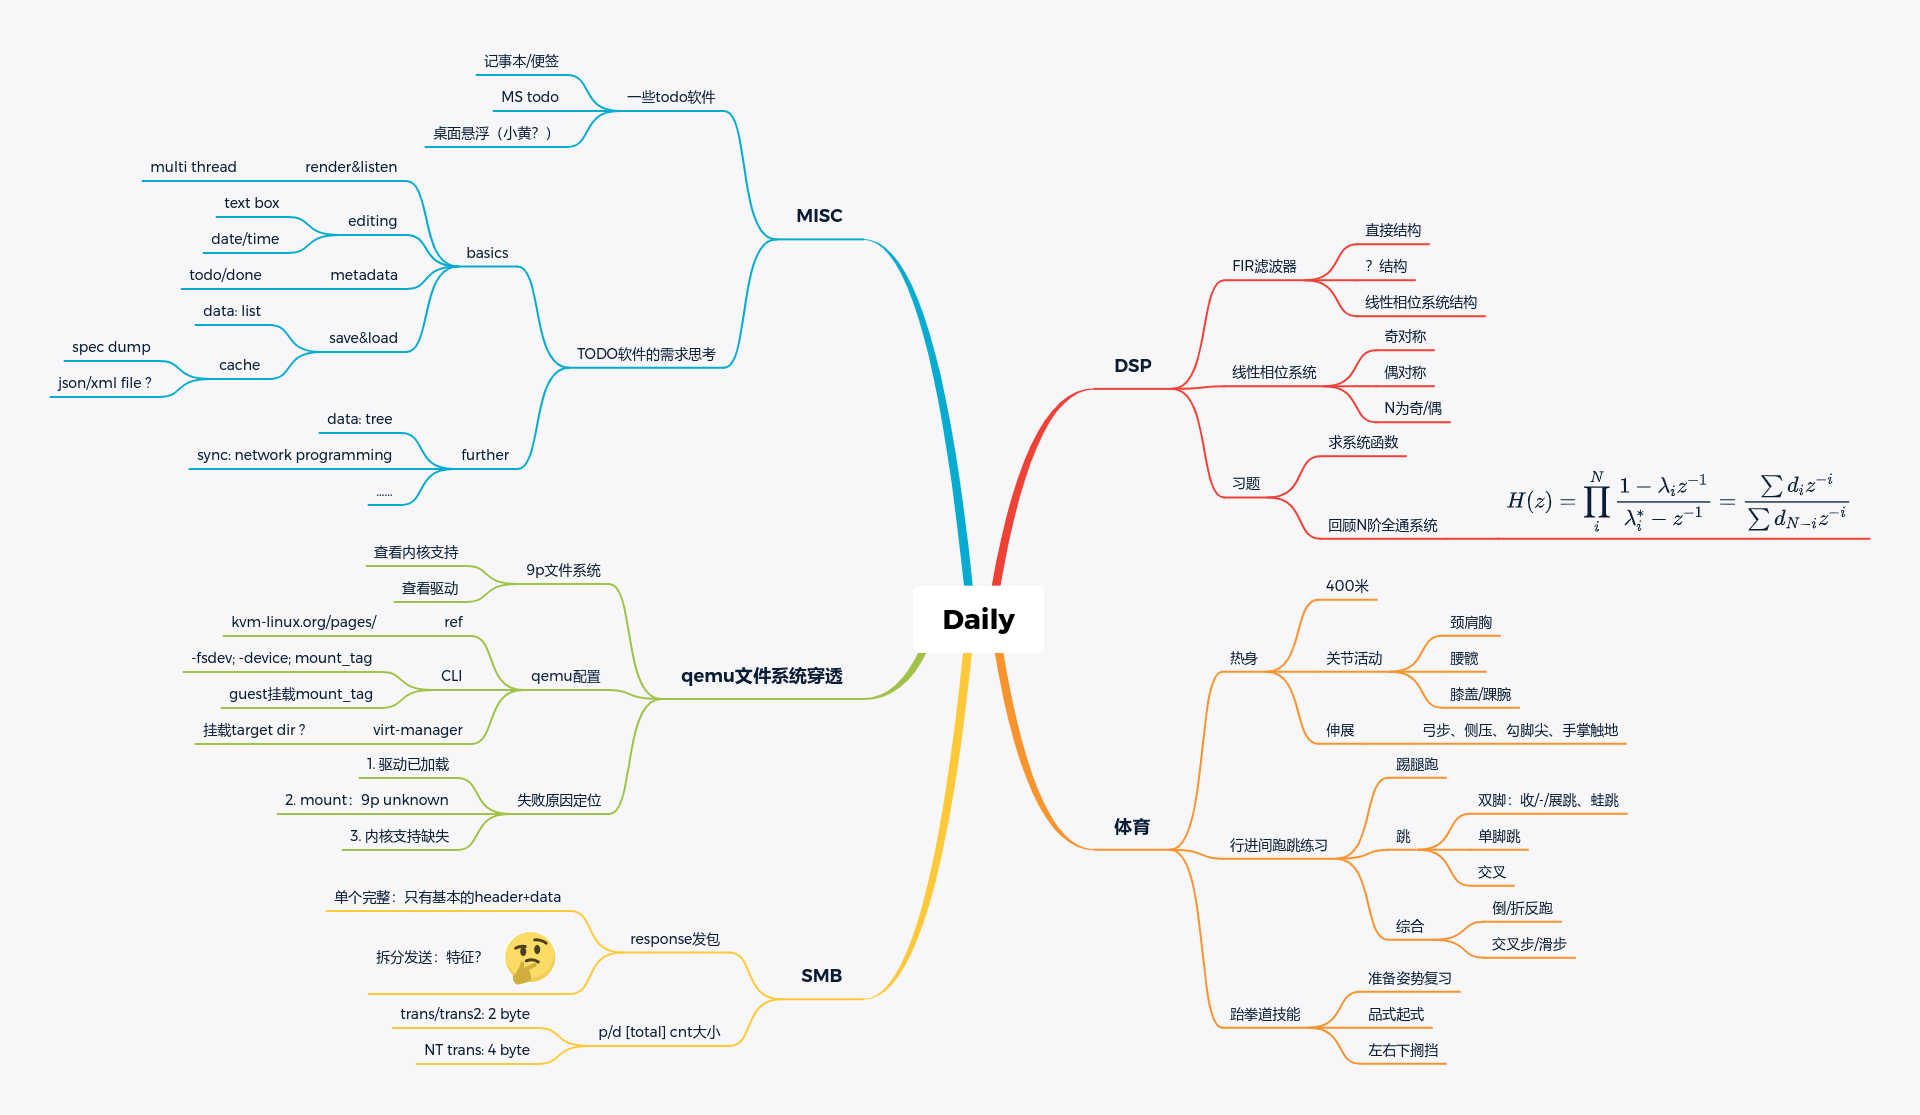 Daily
MISC
一些todo软件
记事本/便签
MS todo
桌面悬浮（小黄？）
TODO软件的需求思考
basics
render&listen
multi thread
editing
text box
date/time
metadata
todo/done
save&load
data: list
cache
spec dump
json/xml file ?
further
data: tree
sync: network programming
......
qemu文件系统穿透
9p文件系统
查看内核支持
查看驱动
qemu配置
ref
kvm-linux.org/pages/
CLI
-fsdev; -device; mount_tag
guest挂载mount_tag
virt-manager
挂载target dir ?
失败原因定位
1. 驱动已加载
2. mount：9p unknown
3. 内核支持缺失
SMB
response发包
单个完整：只有基本的header+data
拆分发送：特征？
p/d [total] cnt大小
trans/trans2: 2 byte
NT trans: 4 byte
DSP
FIR滤波器
直接结构
？结构
线性相位系统结构
线性相位系统
奇对称
偶对称
N为奇/偶
习题
求系统函数
回顾N阶全通系统
$H(z) = \prod_{i}^{N} \frac{1 - \lambda_i z^{-1}}{\lambda_i^* - z^{-1}} = \frac{\sum d_i z^{-i}}{\sum d_{N-i} z^{-i}}$
体育
热身
400米
关节活动
颈肩胸
腰髋
膝盖/踝腕
伸展
弓步、侧压、勾脚尖、手掌触地
行进间跑跳练习
踢腿跑
跳
双脚：收/-/展跳、蛙跳
单脚跳
交叉
综合
倒/折反跑
交叉步/滑步
跆拳道技能
准备姿势复习
品式起式
左右下搁挡